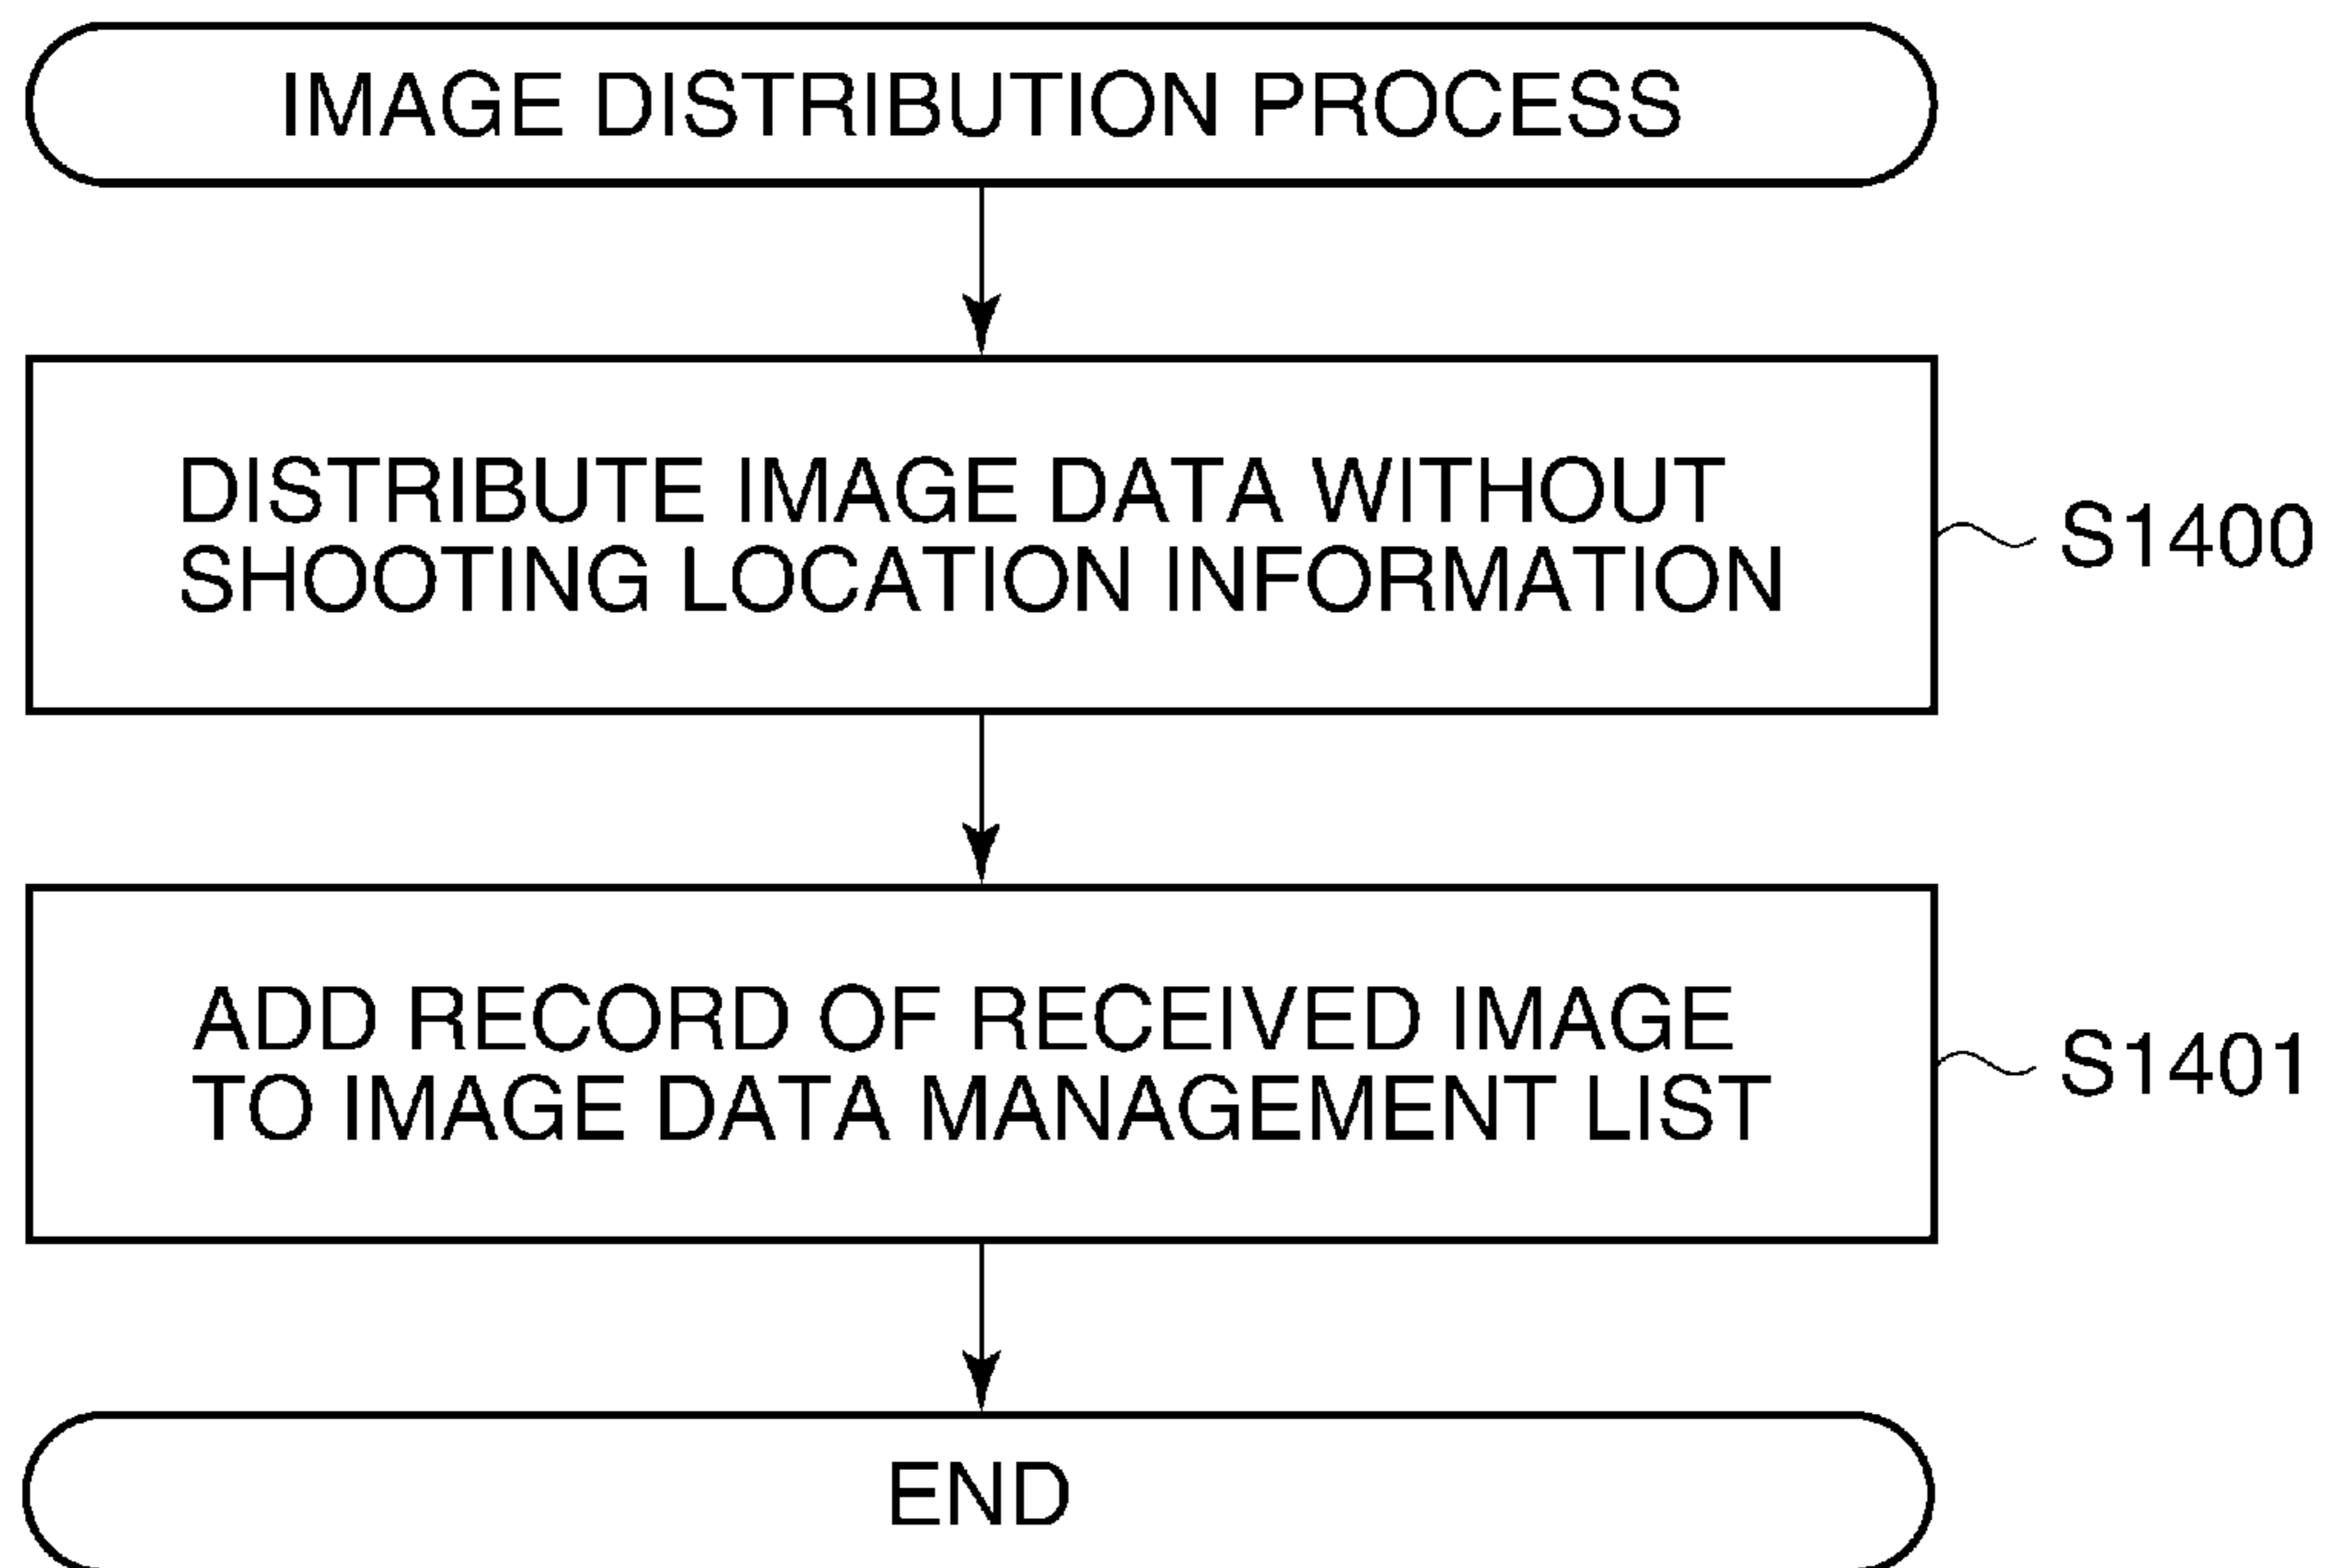 IMAGE DISTRIBUTION PROCESS
DISTRIBUTE IMAGE DATA WITHOUT
SHOOTING LOCATION INFORMATION
S1400
ADD RECORD OF RECEIVED IMAGE
TO IMAGE DATA MANAGEMENT LIST
S1401
END